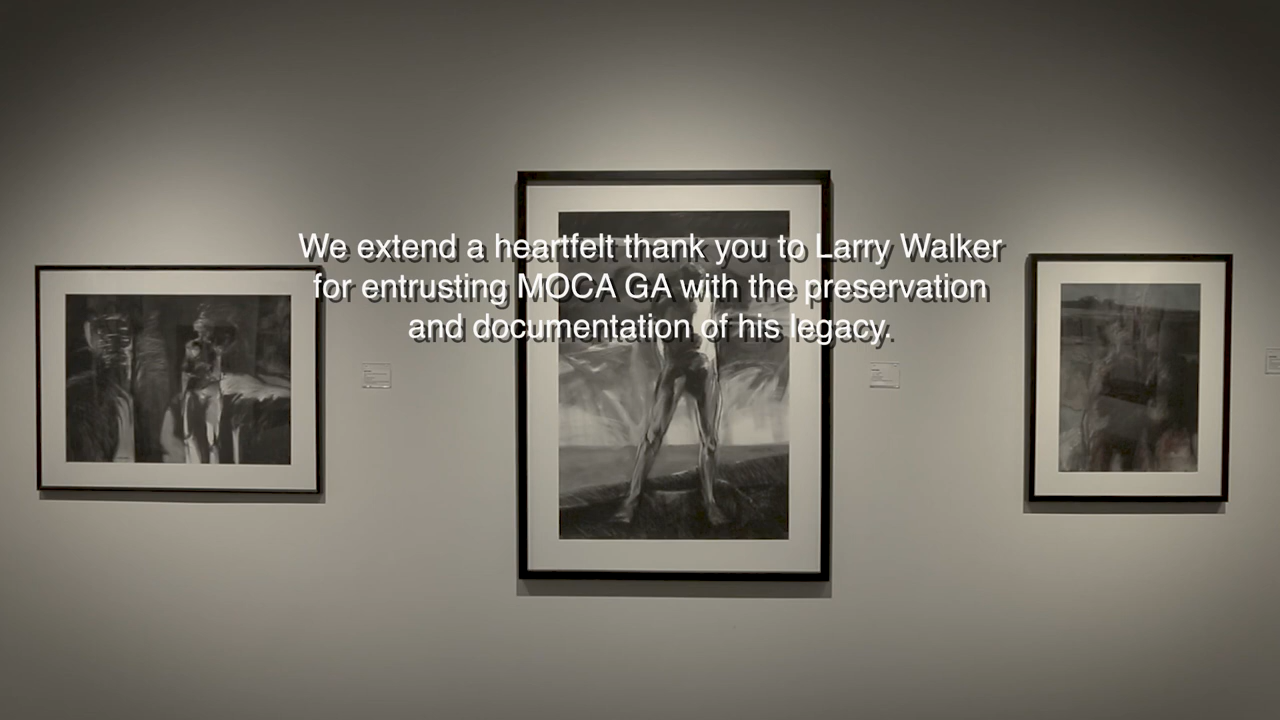 We extend a heartfelt thank you to Larry Walker
for entrusting MOCA GA with the preservation
and documentation of his legacy.